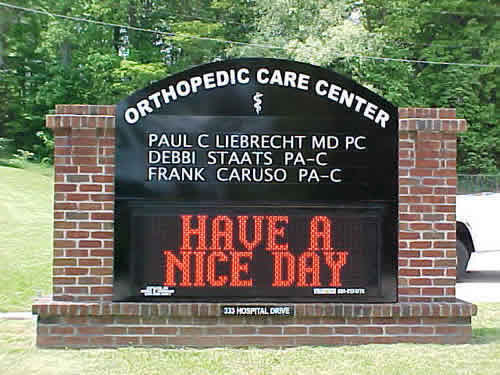 ORTHOPEDIC CARE CENTER
PAUL C LIEBRECHT MD PC
DEBBI STAATS PA-C
FRANK CARUSO PA-C
HAVE A
NICE DAY
333 HOSPITAL DRIVE